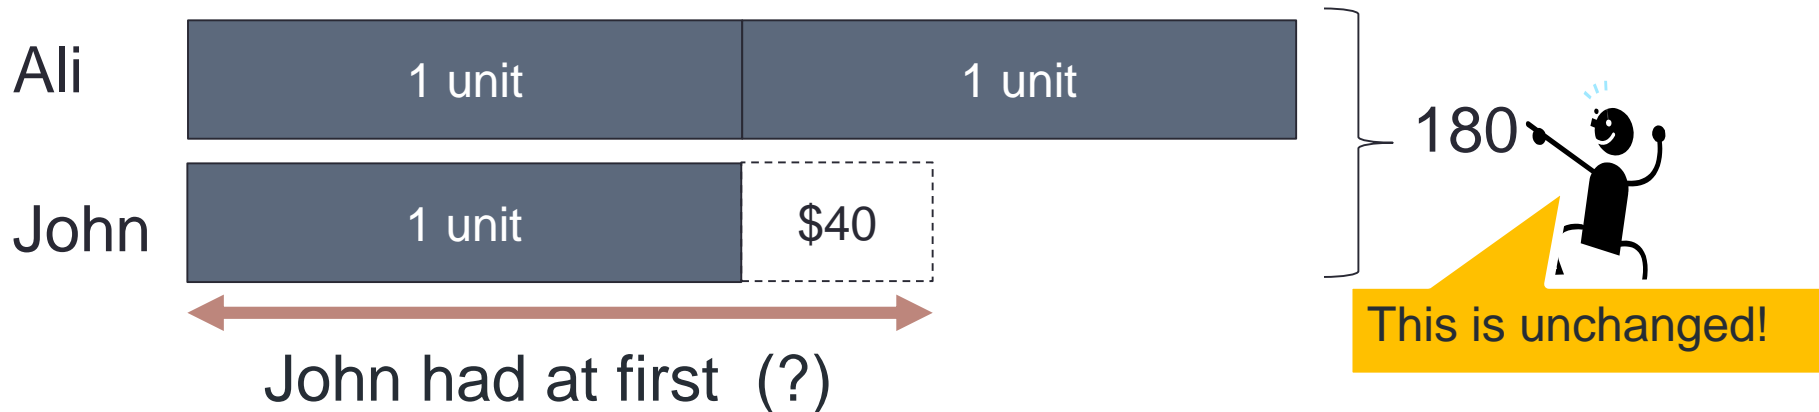 Ali
1 unit 1 unit
180
John
1 unit
$40
This is unchanged!
John had at first (?)